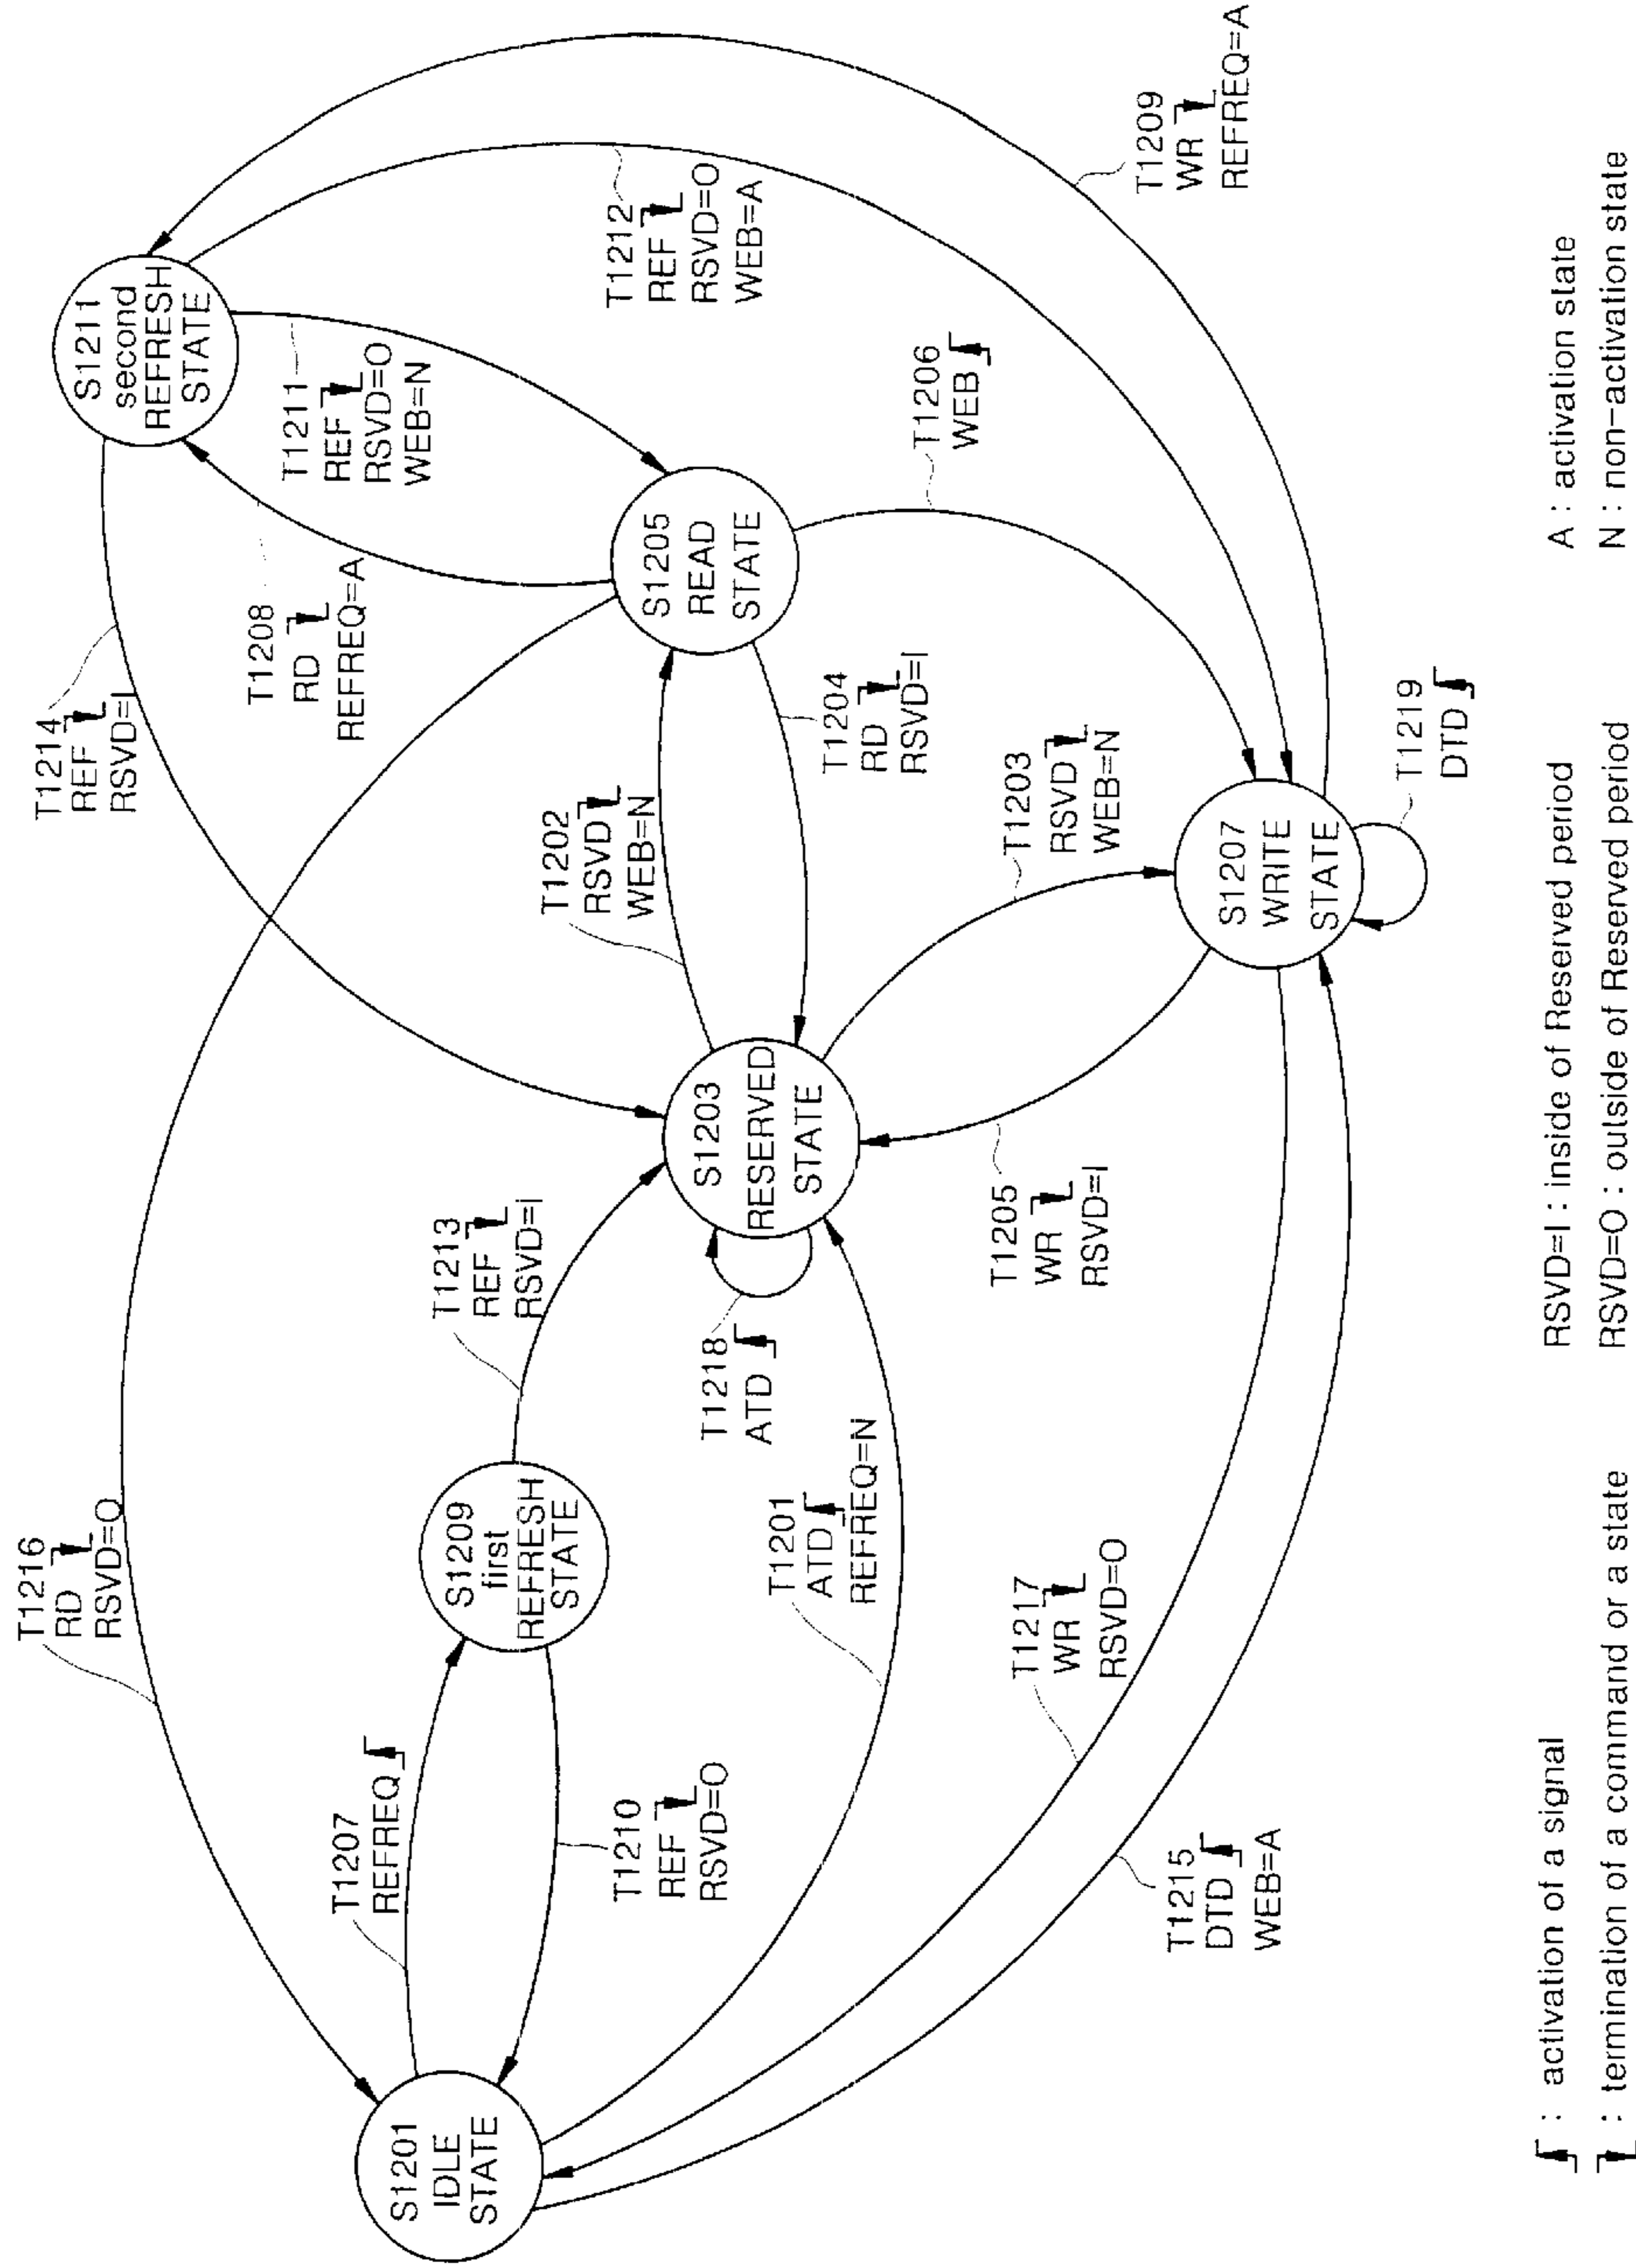 S1201
IDLE
STATE
T1207
REFREQ
T1210
REF
RSVD=O
T1216
RD
RSVD=O
S1209
first
REFRESH
STATE
T1213
REF
RSVD=I
T1201
ATD
REFREQ=N
T1218
ATD
T1217
WR
RSVD=O
T1215
DTD
WEB=A
S1203
RESERVED
STATE
T1205
WR
RSVD=I
T1214
REF
RSVD=I
T1202
RSVD
WEB=N
T1204
RD
RSVD=I
T1203
RSVD
WEB=N
S1207
WRITE
STATE
T1219
DTD
T1208
RD
REFREQ=A
S1205
READ
STATE
T1206
WEB
S1211
second
REFRESH
STATE
T1211
REF
RSVD=O
WEB=N
T1212
REF
RSVD=O
WEB=A
T1209
WR
REFREQ=A
: activation of a signal
: termination of a command or a state
RSVD=I : inside of Reserved period
RSVD=O : outside of Reserved period
A : activation state
N : non-activation state